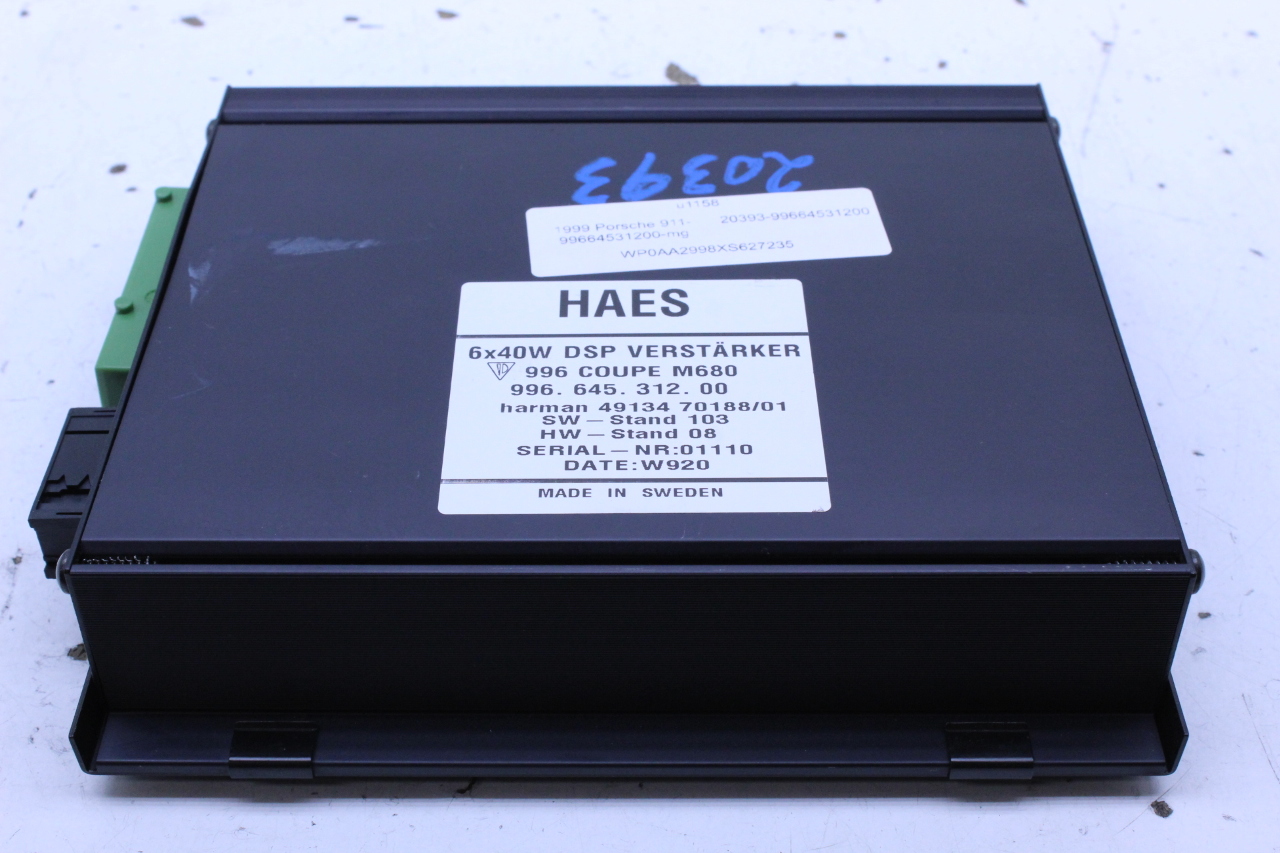 20393
u1158
1999 Porsche 911- 20393-99664531200
99664531200-mg
WP0AA2998XS627235
HAES
6x40W DSP VERSTÄRKER
996 COUPE M680
996. 645. 312. 00
harman 49134 70188/01
SW – Stand 103
HW – Stand 08
SERIAL – NR:01110
DATE:W920
MADE IN SWEDEN